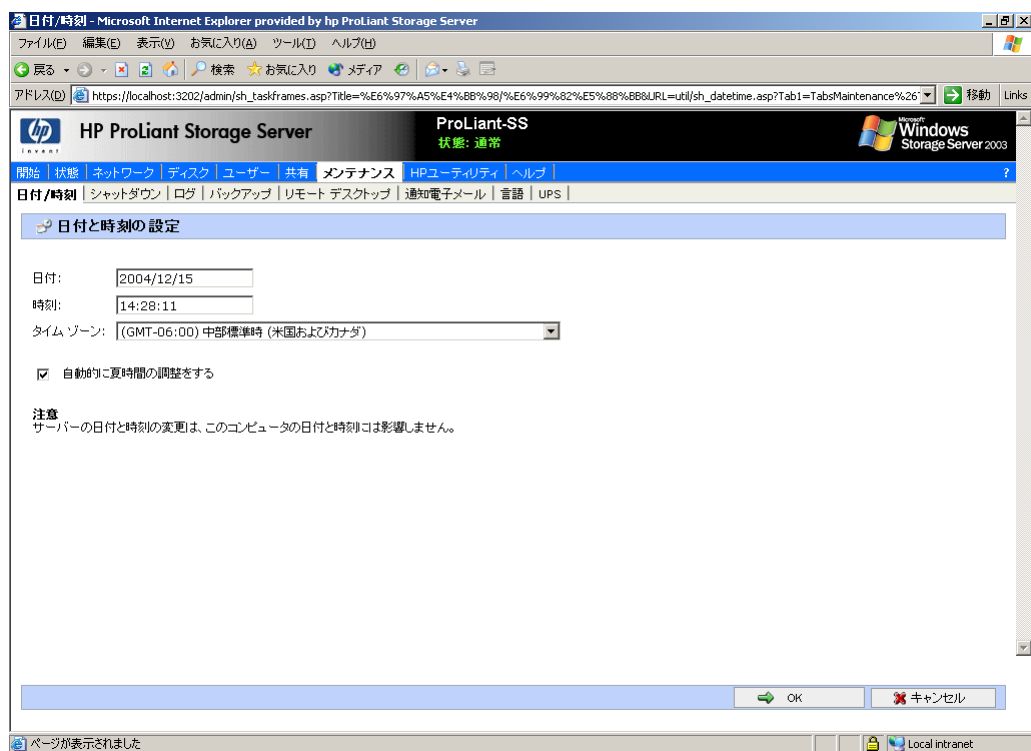 日付/時刻 - Microsoft Internet Explorer provided by hp ProLiant Storage Server
ファイル(F) 編集(E) 表示(V) お気に入り(A) ツール(T) ヘルプ(H)
戻る 検索 お気に入り メディア
アドレス(D) https://localhost:3202/admin/sh_taskframes.asp?Title=%E6%97%A5%E4%BB%98/%E6%99%82%E5%88%BB&URL=util/sh_datetime.asp?Tab1=TabsMaintenance%26 移動 Links
hp invent HP ProLiant Storage Server ProLiant-SS Microsoft Windows Storage Server 2003
状態: 通常
開始 状態 ネットワーク ディスク ユーザー 共有 メンテナンス HPユーティリティ ヘルプ ?
日付/時刻 シャットダウン ログ バックアップ リモート デスクトップ 通知電子メール 言語 UPS
日付と時刻の設定
日付: 2004/12/15
時刻: 14:28:11
タイム ゾーン: (GMT-06:00) 中部標準時 (米国およびカナダ)
自動的に夏時間の調整をする
注意
サーバーの日付と時刻の変更は、このコンピュータの日付と時刻には影響しません。
OK キャンセル
ページが表示されました Local intranet